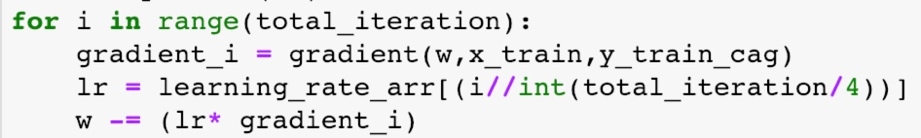 for i in range(total_iteration):
    gradient_i = gradient(w,x_train,y_train_cag)
    lr = learning_rate_arr[(i//int(total_iteration/4))]
    w -= (lr* gradient_i)